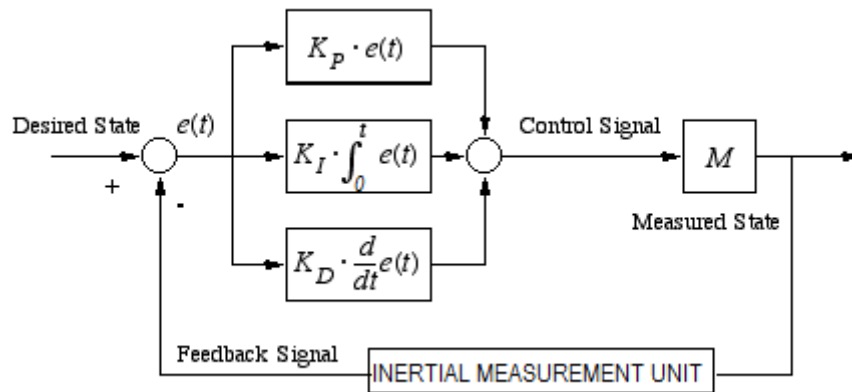 K_P · e(t)
Desired State
e(t)
+
-
K_I · ∫_0^t e(t)
Control Signal
M
Measured State
K_D · d/dt e(t)
Feedback Signal
INERTIAL MEASUREMENT UNIT